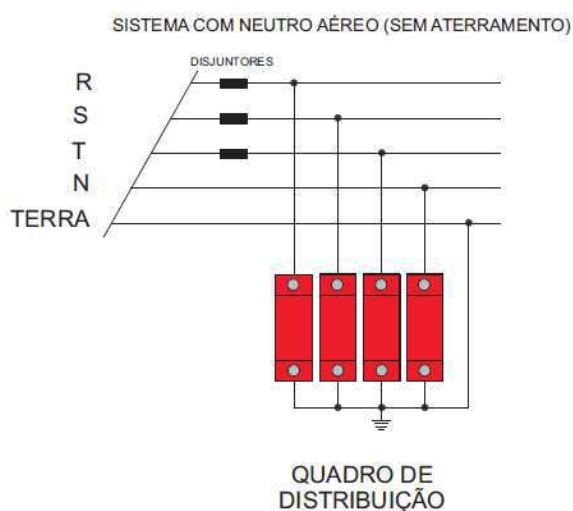 SISTEMA COM NEUTRO AÉREO (SEM ATERRAMENTO)
DISJUNTORES
R
S
T
N
TERRA
QUADRO DE
DISTRIBUIÇÃO